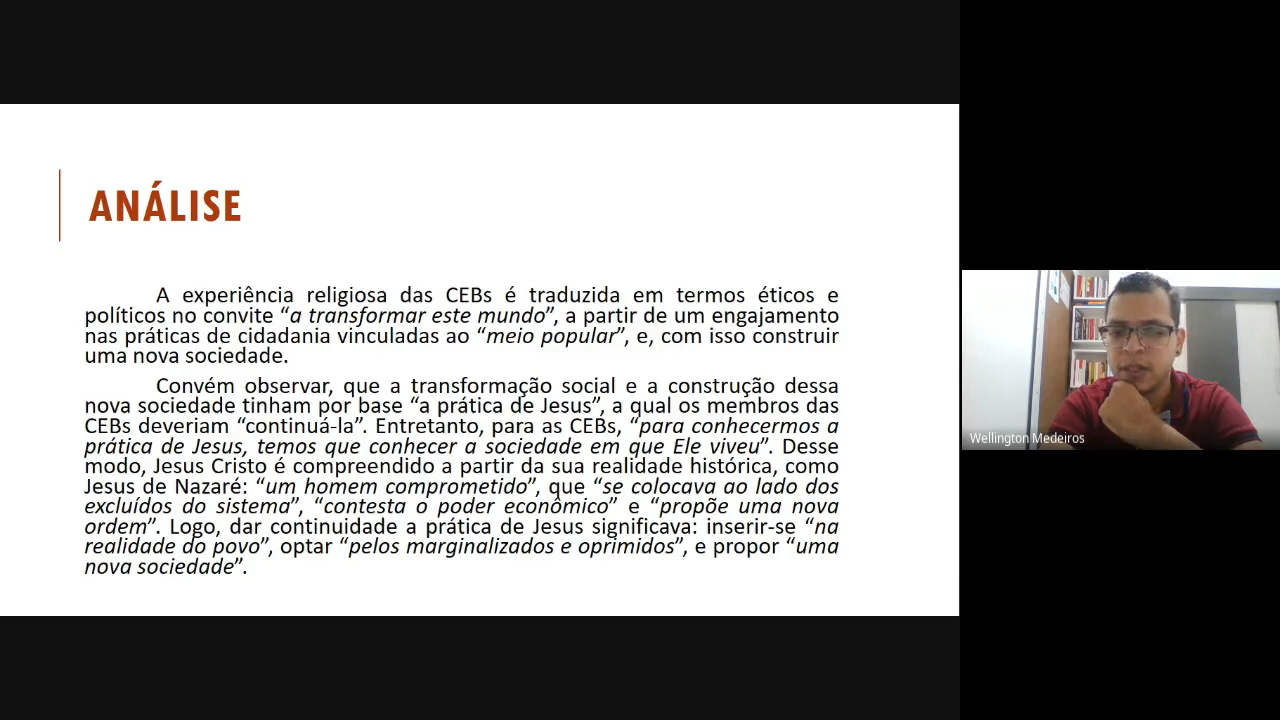 ANÁLISE
A experiência religiosa das CEBs é traduzida em termos éticos e
políticos no convite “a transformar este mundo”, a partir de um engajamento
nas práticas de cidadania vinculadas ao “meio popular”, e, com isso construir
uma nova sociedade.
Convém observar, que a transformação social e a construção dessa
nova sociedade tinham por base “a prática de Jesus”, a qual os membros das
CEBs deveriam “continuá-la”. Entretanto, para as CEBs, “para conhecermos a
prática de Jesus, temos que conhecer a sociedade em que Ele viveu”. Desse
modo, Jesus Cristo é compreendido a partir da sua realidade histórica, como
Jesus de Nazaré: “um homem comprometido”, que “se colocava ao lado dos
excluídos do sistema”, “contesta o poder econômico” e “propõe uma nova
ordem”. Logo, dar continuidade a prática de Jesus significava: inserir-se “na
realidade do povo”, optar “pelos marginalizados e oprimidos”, e propor “uma
nova sociedade”.
Wellington Medeiros